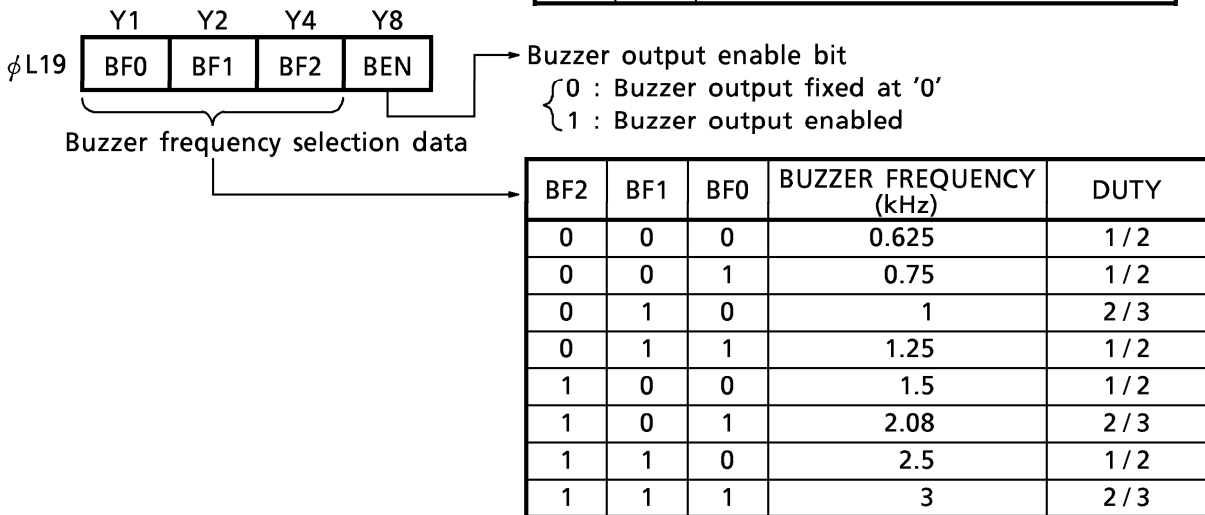 Y1 Y2 Y4 Y8
ϕL19 BF0 BF1 BF2 BEN
Buzzer output enable bit
0 : Buzzer output fixed at '0'
1 : Buzzer output enabled
Buzzer frequency selection data
BF2 BF1 BF0 BUZZER FREQUENCY (kHz) DUTY
0 0 0 0.625 1/2
0 0 1 0.75 1/2
0 1 0 1 2/3
0 1 1 1.25 1/2
1 0 0 1.5 1/2
1 0 1 2.08 2/3
1 1 0 2.5 1/2
1 1 1 3 2/3